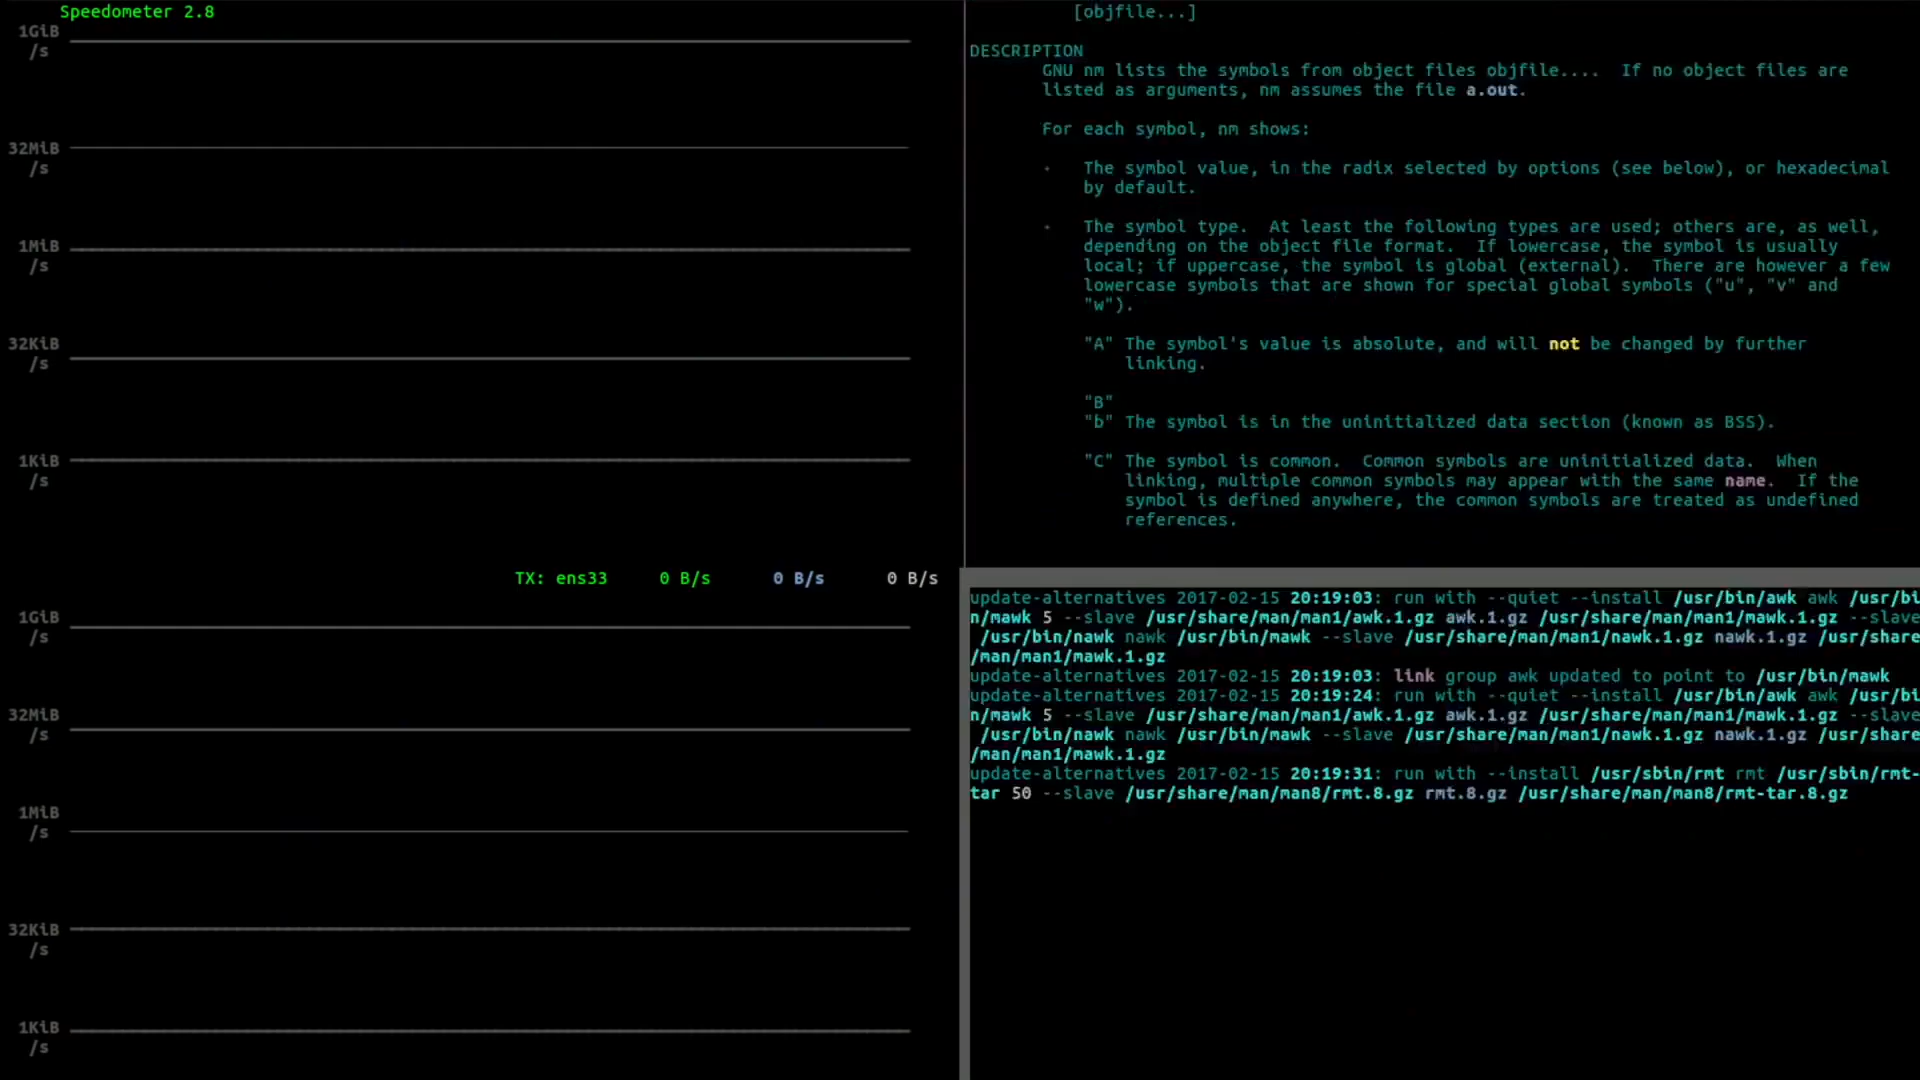 Speedometer 2.8
1GiB
/s
32MiB
/s
1MiB
/s
32KiB
/s
1KiB
/s
TX: ens33 0 B/s 0 B/s 0 B/s
1GiB
/s
32MiB
/s
1MiB
/s
32KiB
/s
1KiB
/s
[objfile...]
DESCRIPTION
GNU nm lists the symbols from object files objfile.... If no object files are
listed as arguments, nm assumes the file a.out.
For each symbol, nm shows:
· The symbol value, in the radix selected by options (see below), or hexadecimal
by default.
· The symbol type. At least the following types are used; others are, as well,
depending on the object file format. If lowercase, the symbol is usually
local; if uppercase, the symbol is global (external). There are however a few
lowercase symbols that are shown for special global symbols ("u", "v" and
"w").
"A" The symbol's value is absolute, and will not be changed by further
linking.
"B"
"b" The symbol is in the uninitialized data section (known as BSS).
"C" The symbol is common. Common symbols are uninitialized data. When
linking, multiple common symbols may appear with the same name. If the
symbol is defined anywhere, the common symbols are treated as undefined
references.
update-alternatives 2017-02-15 20:19:03: run with --quiet --install /usr/bin/awk awk /usr/bi
n/mawk 5 --slave /usr/share/man/man1/awk.1.gz awk.1.gz /usr/share/man/man1/mawk.1.gz --slave
/usr/bin/nawk nawk /usr/bin/mawk --slave /usr/share/man/man1/nawk.1.gz nawk.1.gz /usr/share
/man/man1/mawk.1.gz
update-alternatives 2017-02-15 20:19:03: link group awk updated to point to /usr/bin/mawk
update-alternatives 2017-02-15 20:19:24: run with --quiet --install /usr/bin/awk awk /usr/bi
n/mawk 5 --slave /usr/share/man/man1/awk.1.gz awk.1.gz /usr/share/man/man1/mawk.1.gz --slave
/usr/bin/nawk nawk /usr/bin/mawk --slave /usr/share/man/man1/nawk.1.gz nawk.1.gz /usr/share
/man/man1/mawk.1.gz
update-alternatives 2017-02-15 20:19:31: run with --install /usr/sbin/rmt rmt /usr/sbin/rmt-
tar 50 --slave /usr/share/man/man8/rmt.8.gz rmt.8.gz /usr/share/man/man8/rmt-tar.8.gz